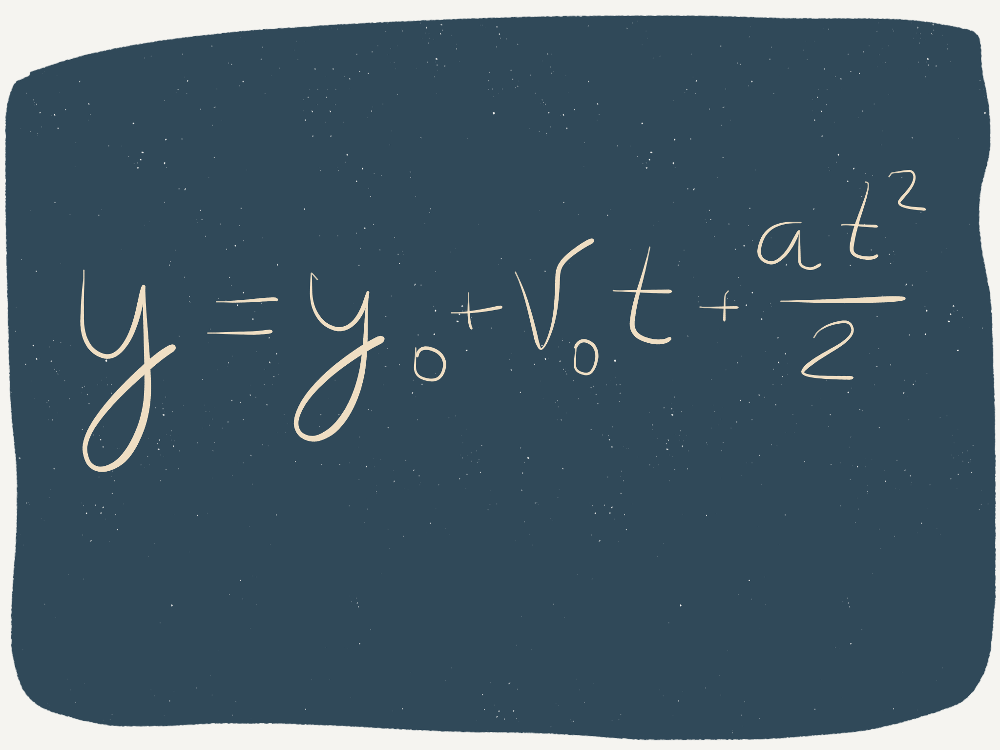 y = y₀ + v₀t + at²/2